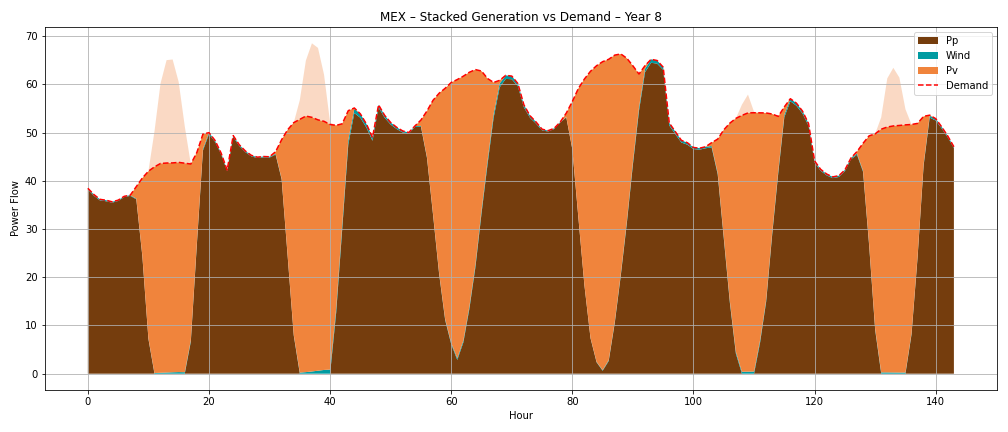 MEX – Stacked Generation vs Demand – Year 8
Pp
Wind
Pv
Demand
Power Flow
70
60
50
40
30
20
10
0
0 20 40 60 80 100 120 140
Hour